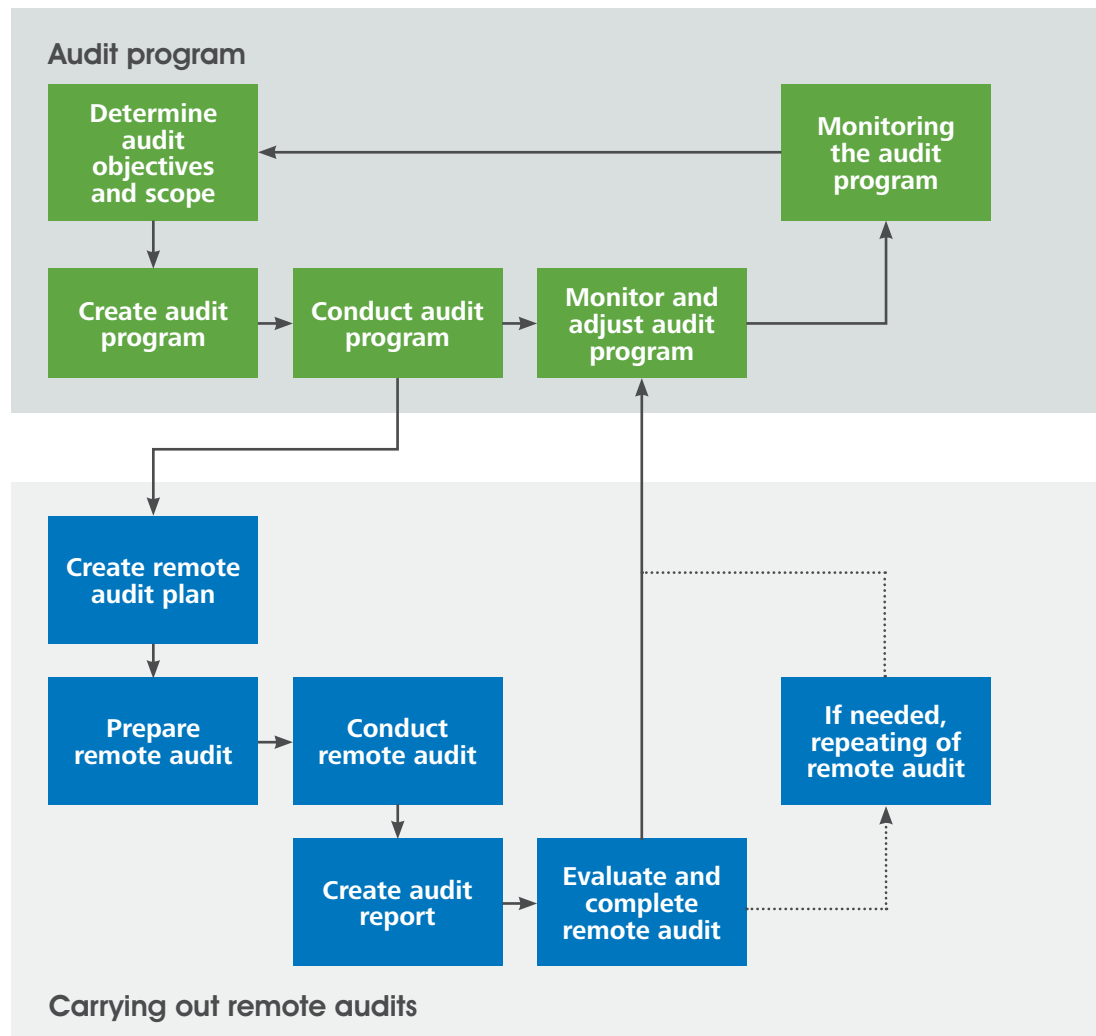 Audit program
Determine
audit
objectives
and scope
Monitoring
the audit
program
Create audit
program
Conduct audit
program
Monitor and
adjust audit
program
Create remote
audit plan
Prepare
remote audit
Conduct
remote audit
If needed,
repeating of
remote audit
Create audit
report
Evaluate and
complete
remote audit
Carrying out remote audits